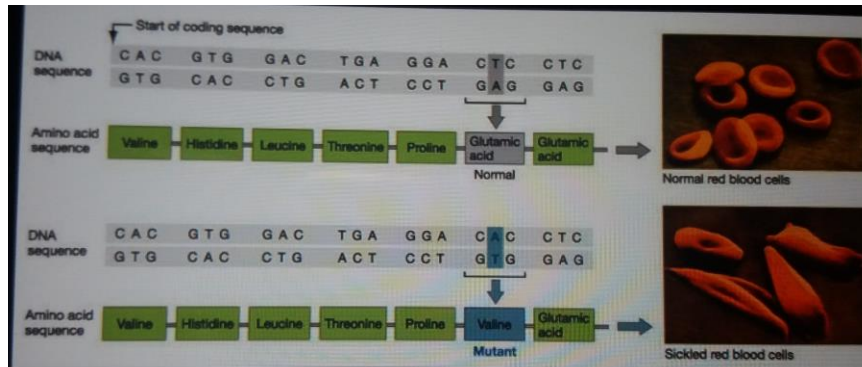 Start of coding sequence
DNA sequence
CAC GTG GAC TGA GGA CTC CTC
GTG CAC CTG ACT CCT GAG GAG
Amino acid sequence
Valine Histidine Leucine Threonine Proline Glutamic acid Glutamic acid
Normal
Normal red blood cells
DNA sequence
CAC GTG GAC TGA GGA CAC CTC
GTG CAC CTG ACT CCT GTG GAG
Amino acid sequence
Valine Histidine Leucine Threonine Proline Valine Glutamic acid
Mutant
Sickled red blood cells